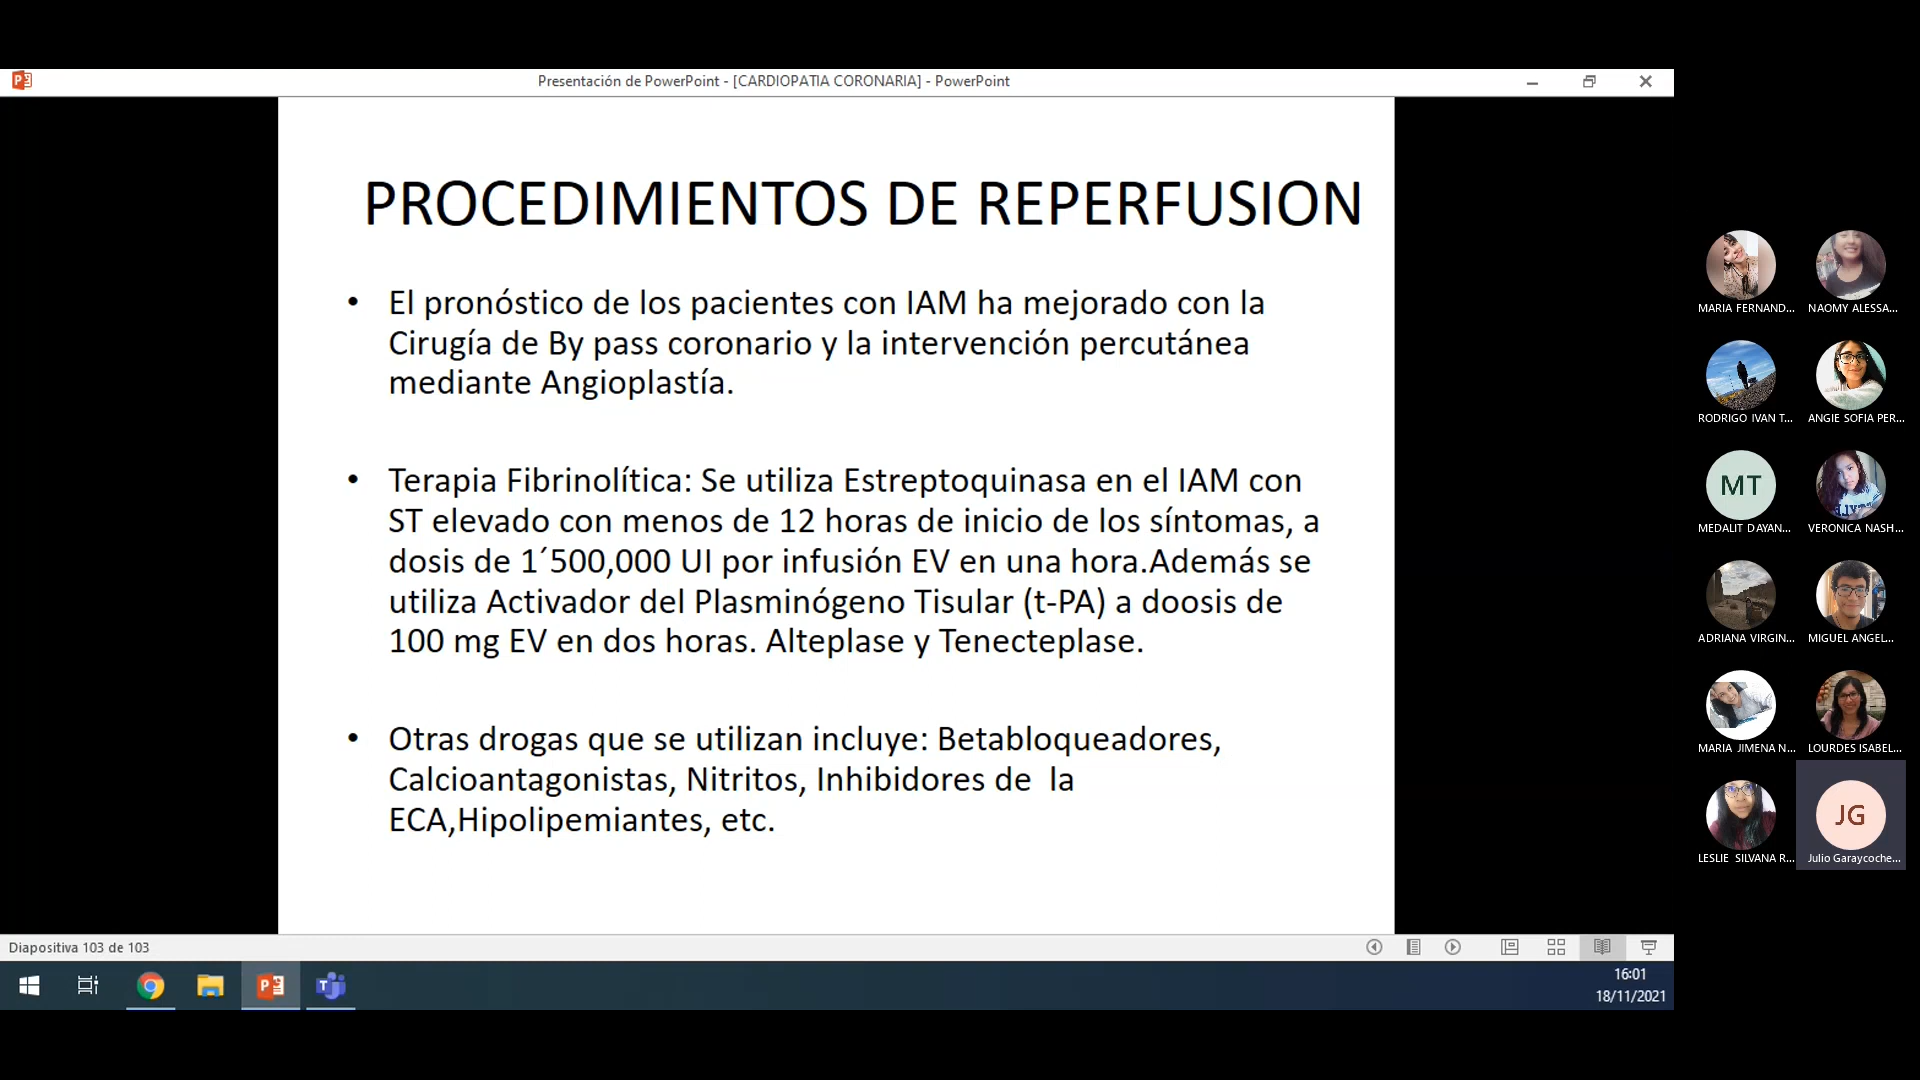 Presentación de PowerPoint - [CARDIOPATIA CORONARIA] - PowerPoint
PROCEDIMIENTOS DE REPERFUSION
• El pronóstico de los pacientes con IAM ha mejorado con la
Cirugía de By pass coronario y la intervención percutánea
mediante Angioplastía.
• Terapia Fibrinolítica: Se utiliza Estreptoquinasa en el IAM con
ST elevado con menos de 12 horas de inicio de los síntomas, a
dosis de 1´500,000 UI por infusión EV en una hora.Además se
utiliza Activador del Plasminógeno Tisular (t-PA) a doosis de
100 mg EV en dos horas. Alteplase y Tenecteplase.
• Otras drogas que se utilizan incluye: Betabloqueadores,
Calcioantagonistas, Nitritos, Inhibidores de  la
ECA,Hipolipemiantes, etc.
Diapositiva 103 de 103
16:01
18/11/2021
MARIA FERNAND...
NAOMY ALESSA...
RODRIGO IVAN T...
ANGIE SOFIA PER...
MT
MEDALIT DAYAN...
VERONICA NASH...
ADRIANA VIRGIN...
MIGUEL ANGEL...
MARIA JIMENA N...
LOURDES ISABEL...
LESLIE SILVANA R...
JG
Julio Garaycoche...